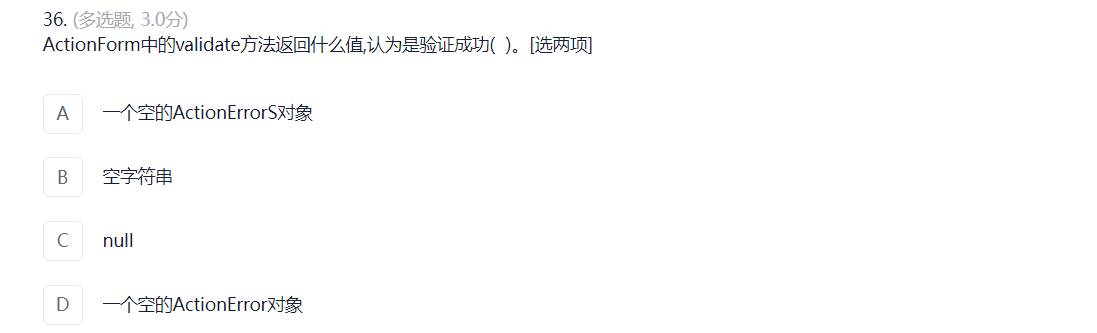 36. (多选题, 3.0分)
ActionForm中的validate方法返回什么值,认为是验证成功(  )。[选两项]
A 一个空的ActionErrorS对象
B 空字符串
C null
D 一个空的ActionError对象